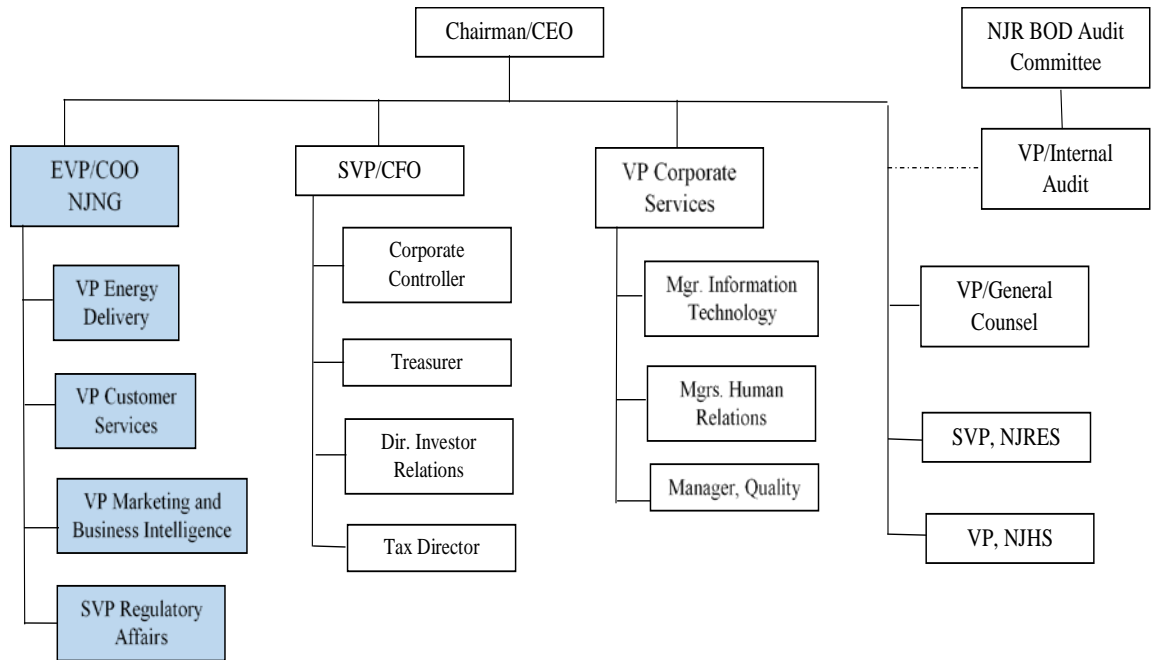 Chairman/CEO
NJR BOD Audit
Committee
EVP/COO
NJNG
SVP/CFO
VP Corporate
Services
VP/Internal
Audit
VP Energy
Delivery
VP Customer
Services
VP Marketing and
Business Intelligence
SVP Regulatory
Affairs
Corporate
Controller
Treasurer
Dir. Investor
Relations
Tax Director
Mgr. Information
Technology
Mgrs. Human
Relations
Manager, Quality
VP/General
Counsel
SVP, NJRES
VP, NJHS